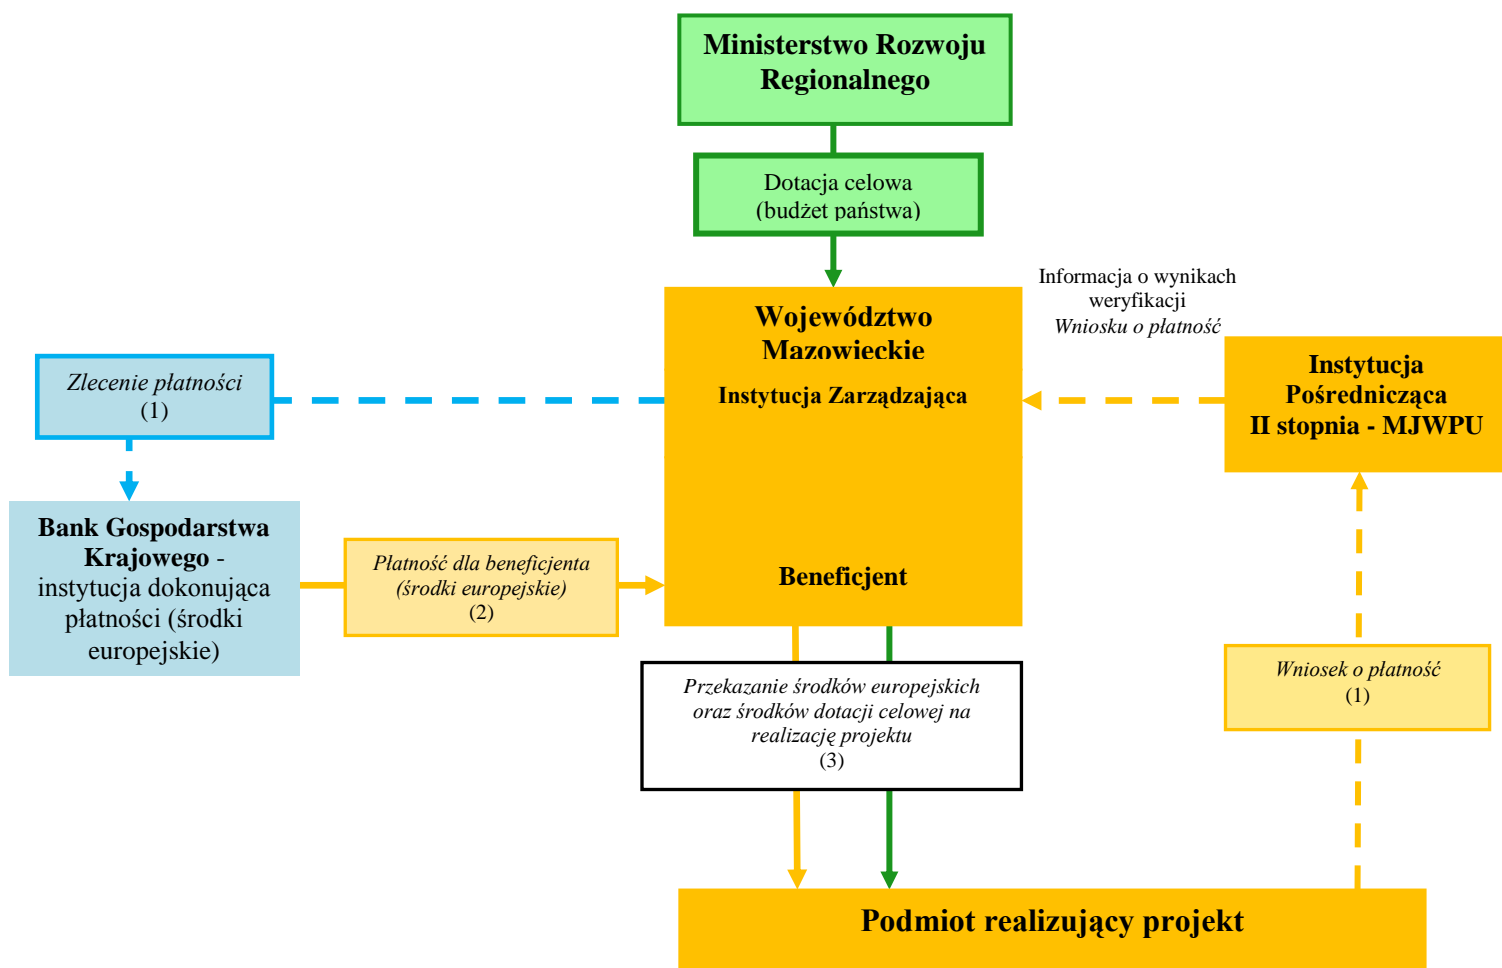 Ministerstwo Rozwoju
Regionalnego
Dotacja celowa
(budżet państwa)
Informacja o wynikach
weryfikacji
Wniosku o płatność
Województwo
Mazowieckie
Instytucja Zarządzająca
Beneficjent
Instytucja
Pośrednicząca
II stopnia - MJWPU
Zlecenie płatności
(1)
Bank Gospodarstwa
Krajowego -
instytucja dokonująca
płatności (środki
europejskie)
Płatność dla beneficjenta
(środki europejskie)
(2)
Przekazanie środków europejskich
oraz środków dotacji celowej na
realizację projektu
(3)
Wniosek o płatność
(1)
Podmiot realizujący projekt